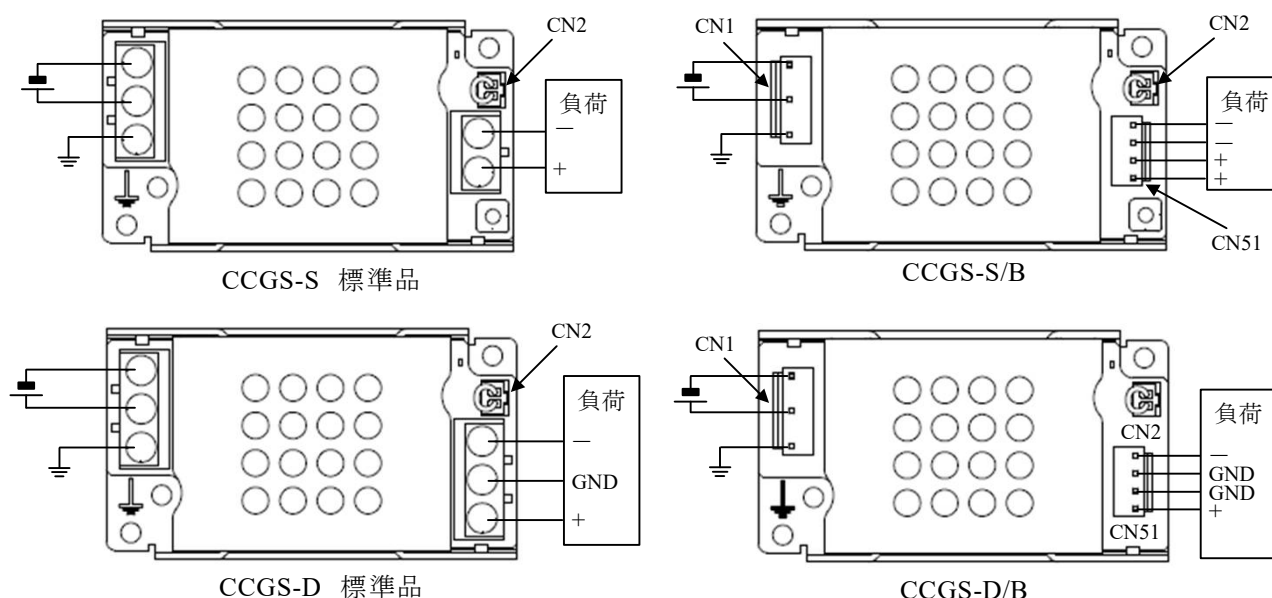 CN2
負荷
－
＋
CCGS-S 標準品
CN1
CN2
負荷
－
－
＋
＋
CN51
CCGS-S/B
CN2
負荷
－
GND
＋
CCGS-D 標準品
CN1
負荷
CN2
－
GND
GND
＋
CN51
CCGS-D/B